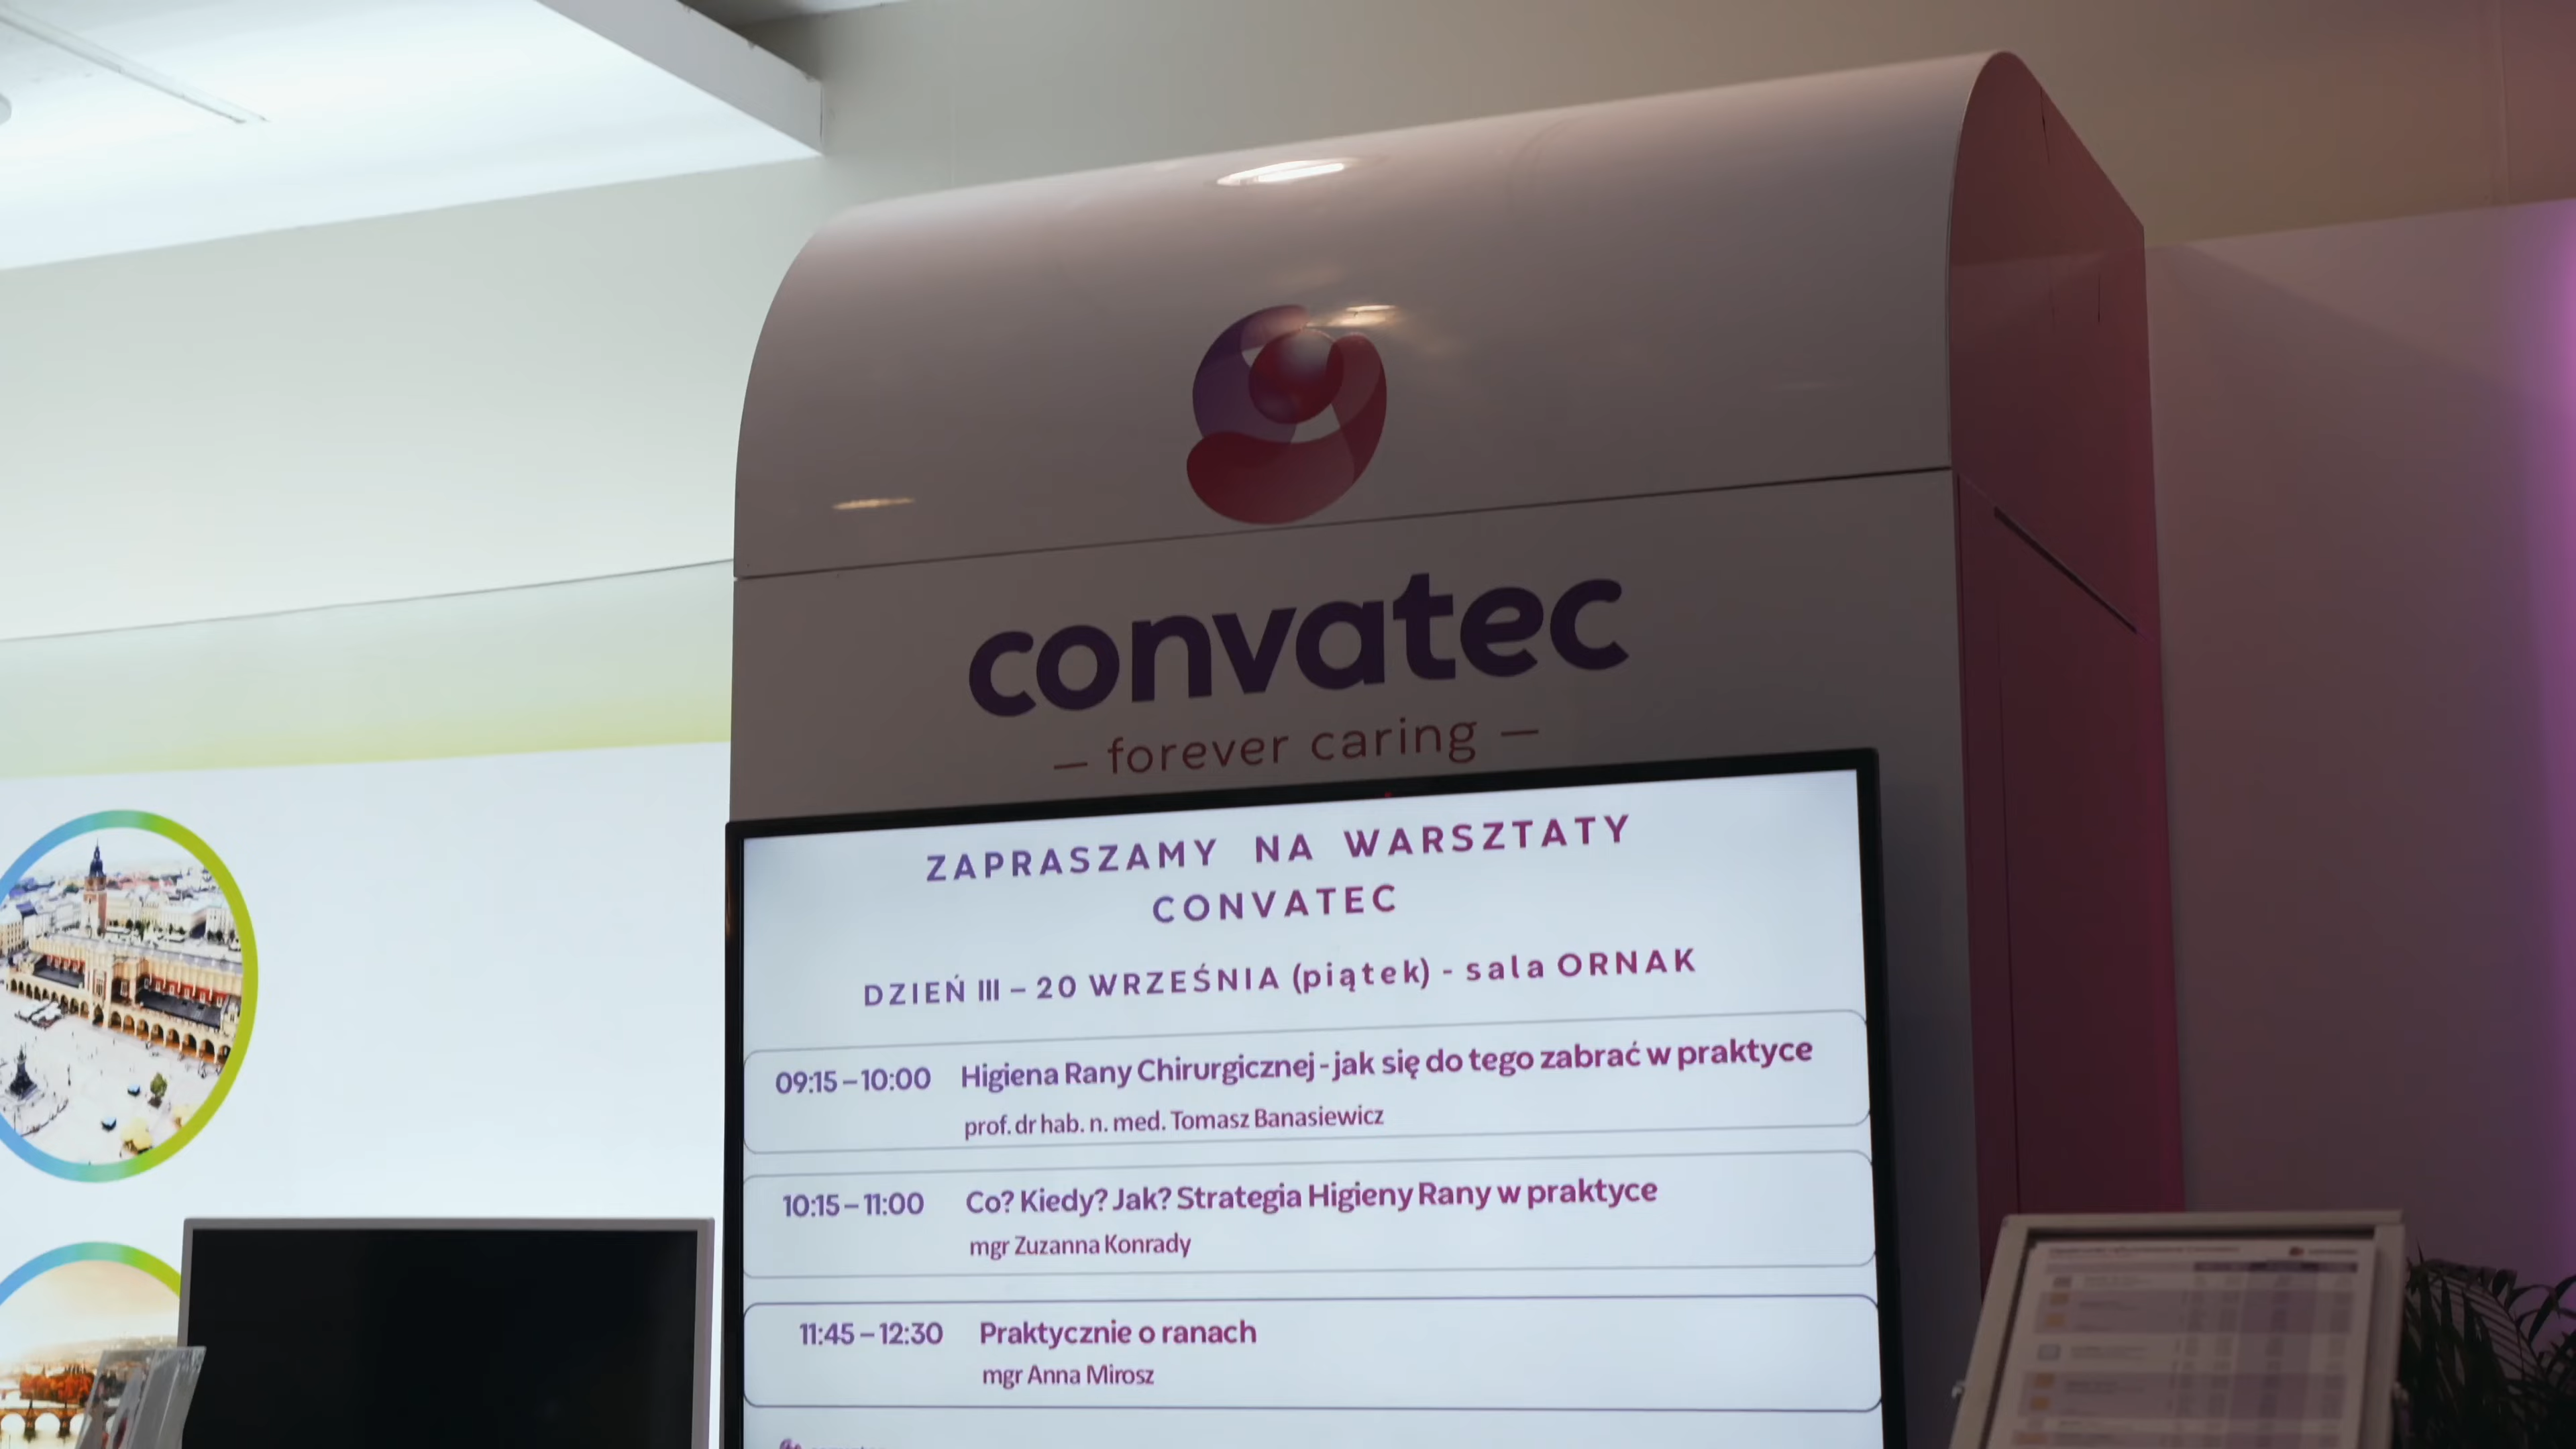 convatec
— forever caring —
ZAPRASZAMY NA WARSZTATY
CONVATEC
DZIEŃ III – 20 WRZEŚNIA (piątek) - sala ORNAK
09:15 – 10:00 Higiena Rany Chirurgicznej - jak się do tego zabrać w praktyce
prof. dr hab. n. med. Tomasz Banasiewicz
10:15 – 11:00 Co? Kiedy? Jak? Strategia Higieny Rany w praktyce
mgr Zuzanna Konrady
11:45 – 12:30 Praktycznie o ranach
mgr Anna Mirosz